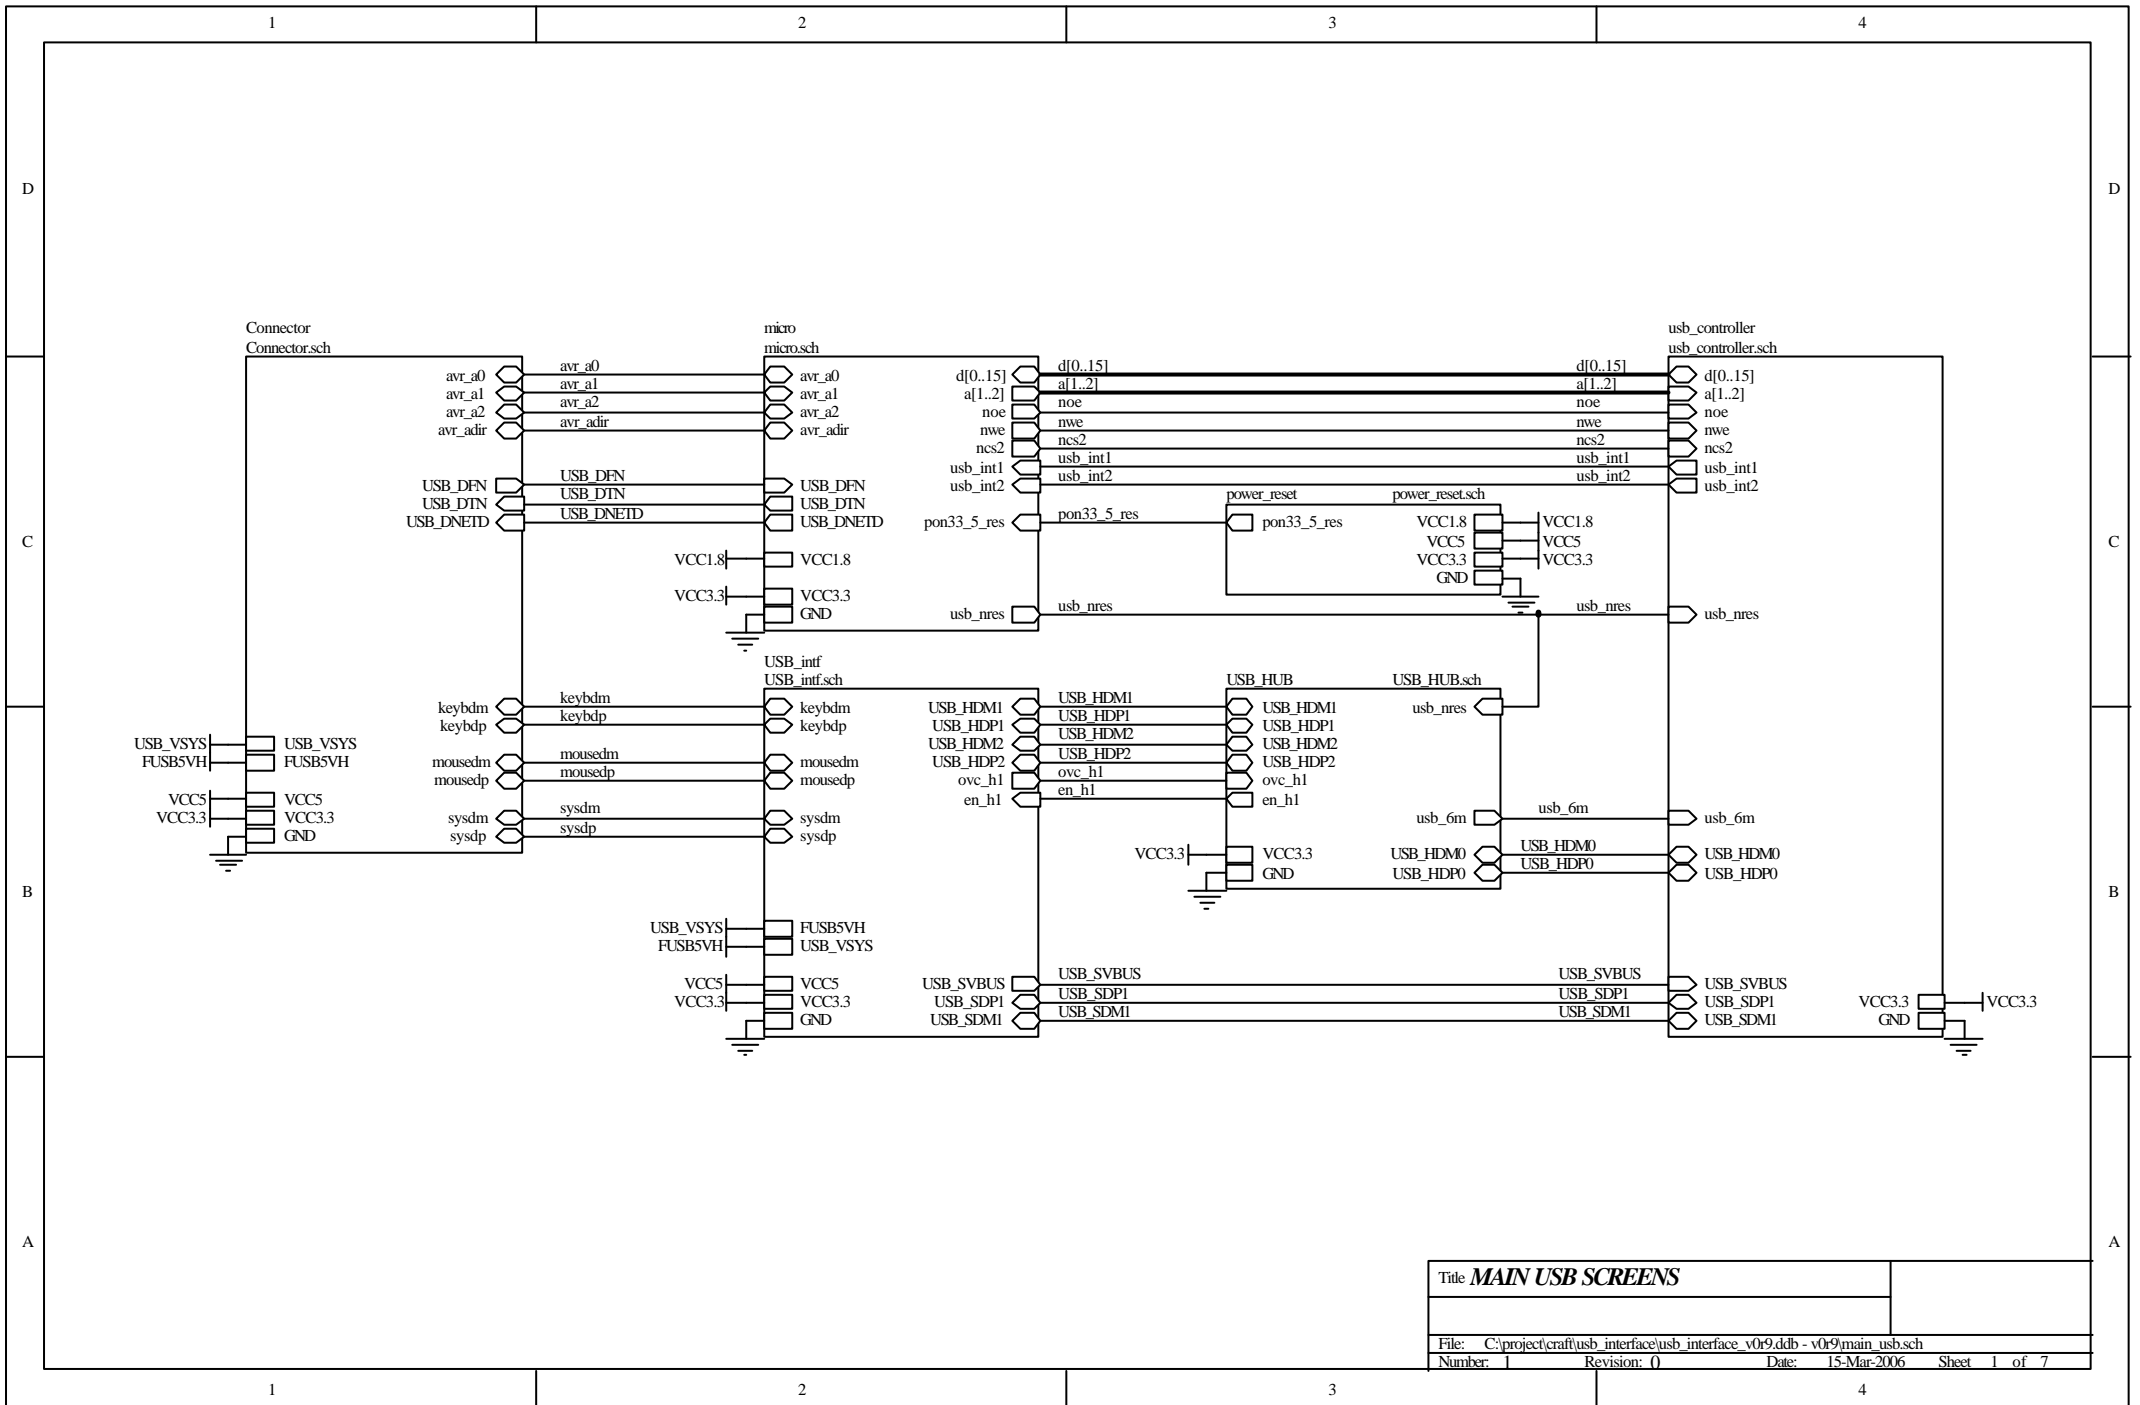 1 2 3 4
D D
C C
B B
A A
Connector
Connector.sch
avr_a0
avr_a1
avr_a2
avr_adir
USB_DFN
USB_DTN
USB_DNETD
keybdm
keybdp
mousedm
mousedp
sysdm
sysdp
USB_VSYS USB_VSYS
FUSB5VH FUSB5VH
VCC5 VCC5
VCC3.3 VCC3.3
GND
avr_a0
avr_a1
avr_a2
avr_adir
USB_DFN
USB_DTN
USB_DNETD
keybdm
keybdp
mousedm
mousedp
sysdm
sysdp
micro
micro.sch
avr_a0
avr_a1
avr_a2
avr_adir
USB_DFN
USB_DTN
USB_DNETD
VCC1.8 VCC1.8
VCC3.3 VCC3.3
GND
d[0..15]
a[1..2]
noe
nwe
ncs2
usb_int1
usb_int2
pon33_5_res
usb_nres
d[0..15] d[0..15]
a[1..2] a[1..2]
noe noe
nwe nwe
ncs2 ncs2
usb_int1 usb_int1
usb_int2 usb_int2
pon33_5_res
usb_nres usb_nres
power_reset power_reset.sch
pon33_5_res
VCC1.8 VCC1.8
VCC5 VCC5
VCC3.3 VCC3.3
GND
USB_intf
USB_intf.sch
keybdm
keybdp
mousedm
mousedp
sysdm
sysdp
USB_VSYS FUSB5VH
FUSB5VH USB_VSYS
VCC5 VCC5
VCC3.3 VCC3.3
GND
USB_HDM1
USB_HDP1
USB_HDM2
USB_HDP2
ovc_h1
en_h1
USB_SVBUS
USB_SDP1
USB_SDM1
USB_HDM1
USB_HDP1
USB_HDM2
USB_HDP2
ovc_h1
en_h1
USB_SVBUS USB_SVBUS
USB_SDP1 USB_SDP1
USB_SDM1 USB_SDM1
USB_HUB USB_HUB.sch
USB_HDM1
USB_HDP1
USB_HDM2
USB_HDP2
ovc_h1
en_h1
VCC3.3 VCC3.3
GND
usb_nres
usb_6m
USB_HDM0
USB_HDP0
usb_6m
USB_HDM0
USB_HDP0
usb_controller
usb_controller.sch
d[0..15]
a[1..2]
noe
nwe
ncs2
usb_int1
usb_int2
usb_nres
usb_6m
USB_HDM0
USB_HDP0
USB_SVBUS
USB_SDP1
USB_SDM1
VCC3.3 VCC3.3
GND
Title MAIN USB SCREENS
File: C:\project\craft\usb_interface\usb_interface_v0r9.ddb - v0r9\main_usb.sch
Number: 1 Revision: () Date: 15-Mar-2006 Sheet 1 of 7
1 2 3 4